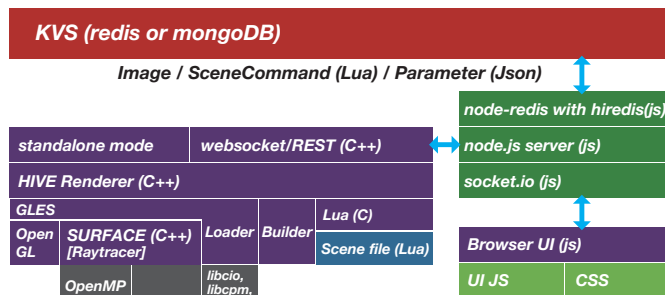 KVS (redis or mongoDB)
Image / SceneCommand (Lua) / Parameter (Json)
node-redis with hiredis(js)
standalone mode
websocket/REST (C++)
node.js server (js)
HIVE Renderer (C++)
socket.io (js)
GLES
Open
GL
SURFACE (C++)
[Raytracer]
Loader
Builder
Lua (C)
Scene file (Lua)
Browser UI (js)
OpenMP
libcio,
libcpm,
UI JS
CSS